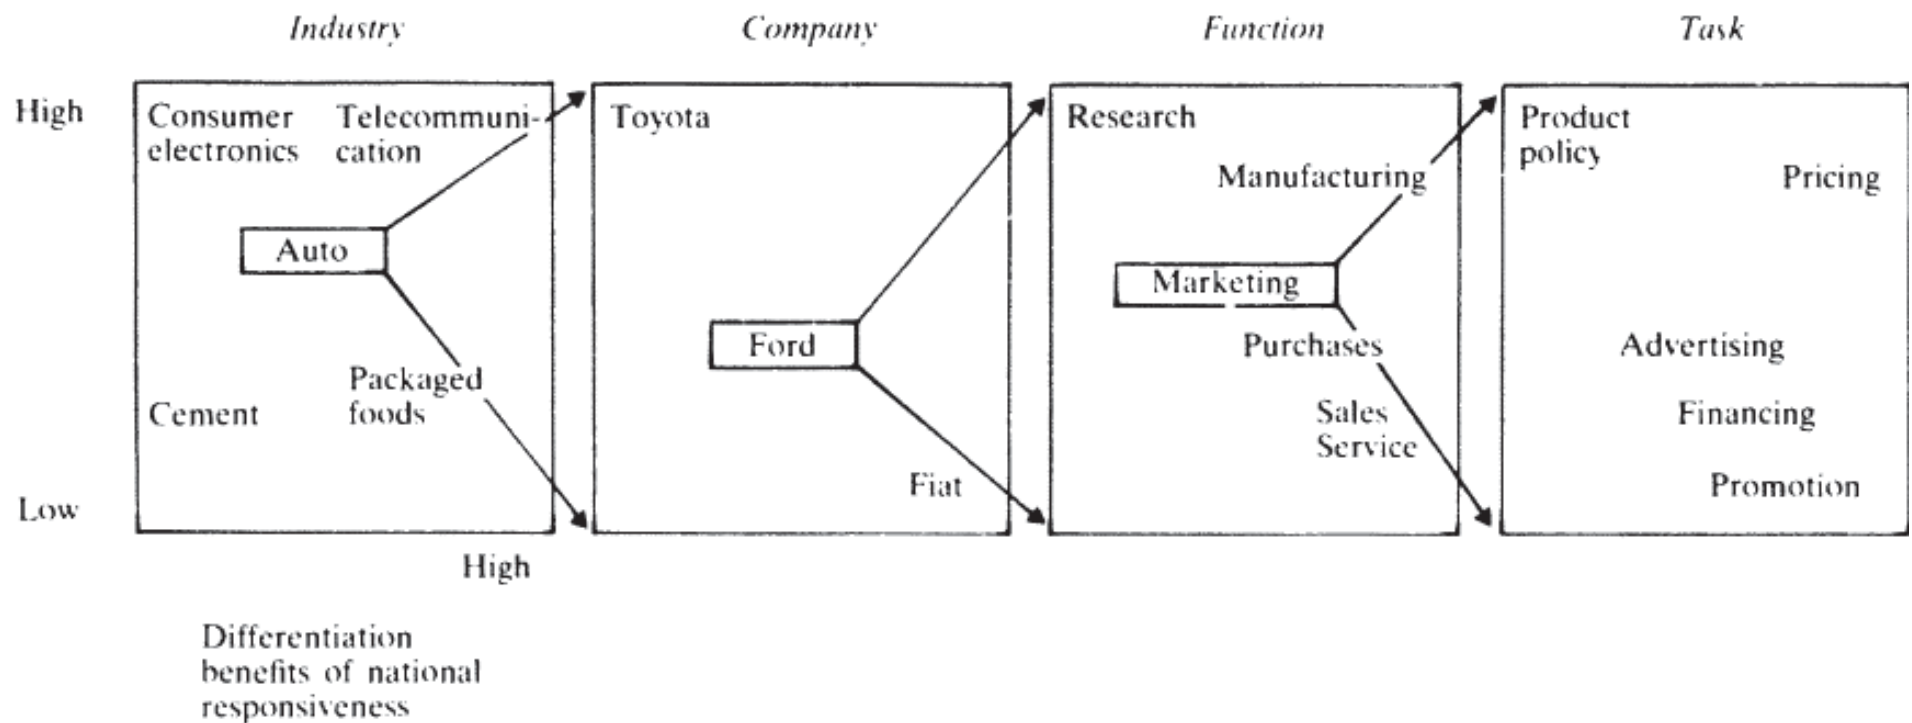 Industry
Company
Function
Task
High
Low
Consumer
electronics
Telecommuni-
cation
Auto
Packaged
foods
Cement
High
Toyota
Ford
Fiat
Research
Manufacturing
Marketing
Purchases
Sales
Service
Product
policy
Pricing
Advertising
Financing
Promotion
Differentiation
benefits of national
responsiveness